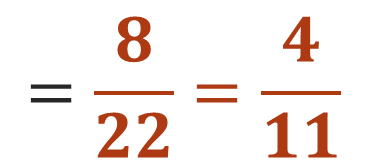 = 8/22 = 4/11